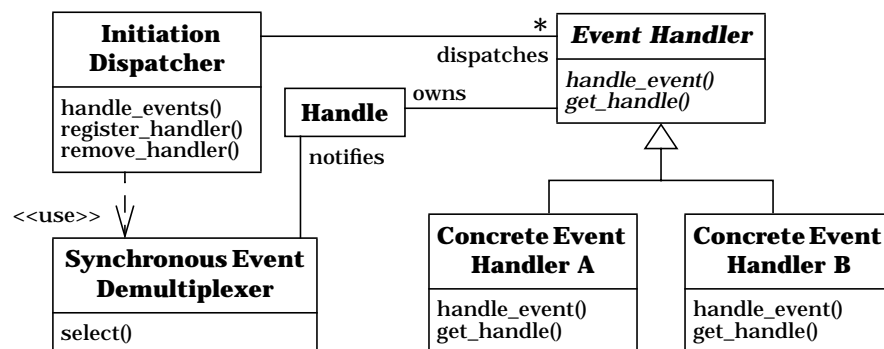 Initiation
Dispatcher
handle_events()
register_handler()
remove_handler()
*
dispatches
Event Handler
handle_event()
get_handle()
Handle
owns
notifies
<<use>>
Synchronous Event
Demultiplexer
select()
Concrete Event
Handler A
handle_event()
get_handle()
Concrete Event
Handler B
handle_event()
get_handle()